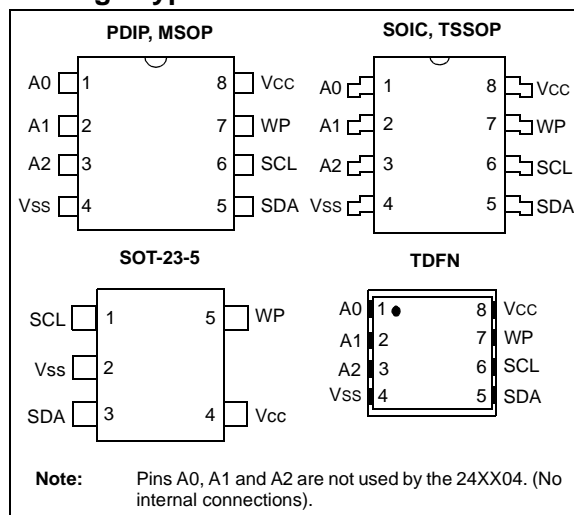 PDIP, MSOP
A0 1 8 VCC
A1 2 7 WP
A2 3 6 SCL
VSS 4 5 SDA
SOIC, TSSOP
A0 1 8 VCC
A1 2 7 WP
A2 3 6 SCL
VSS 4 5 SDA
SOT-23-5
SCL 1 5 WP
Vss 2
SDA 3 4 Vcc
TDFN
A0 1 8 VCC
A1 2 7 WP
A2 3 6 SCL
VSS 4 5 SDA
Note: Pins A0, A1 and A2 are not used by the 24XX04. (No
internal connections).